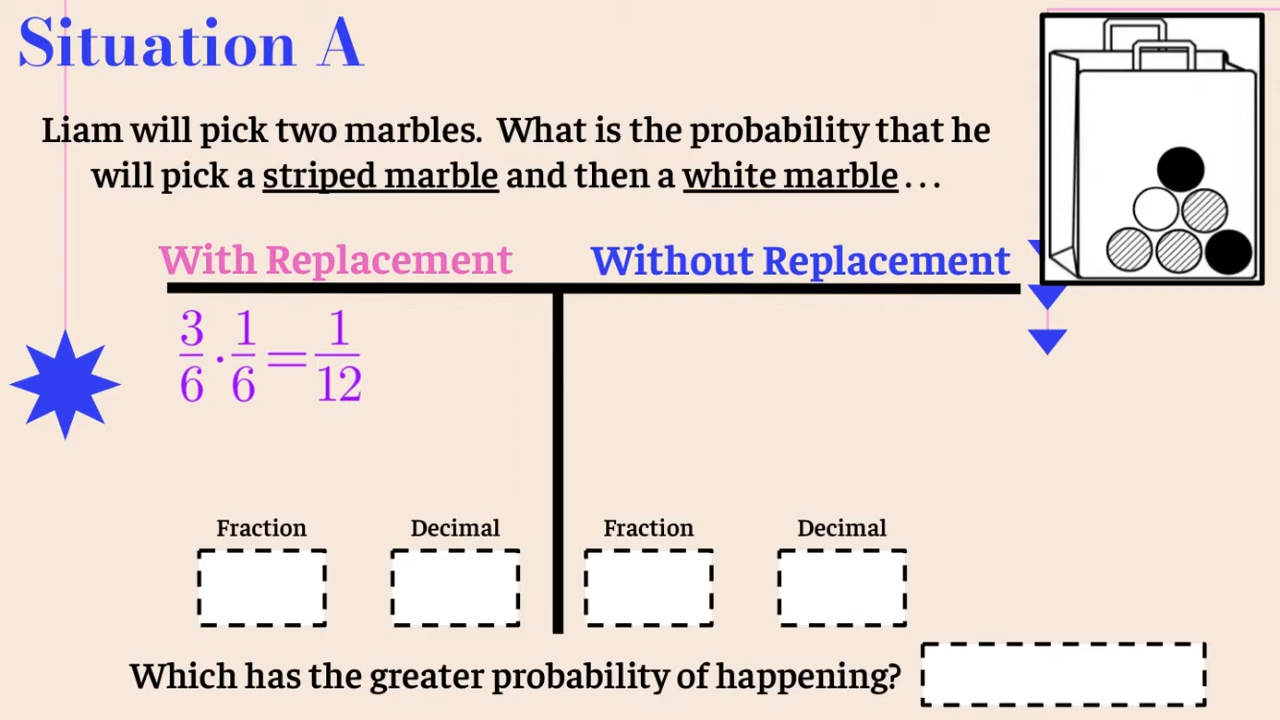 Situation A
Liam will pick two marbles.  What is the probability that he
will pick a striped marble and then a white marble . . .
With Replacement
3/6 · 1/6 = 1/12
Fraction
Decimal
Without Replacement
Fraction
Decimal
Which has the greater probability of happening?